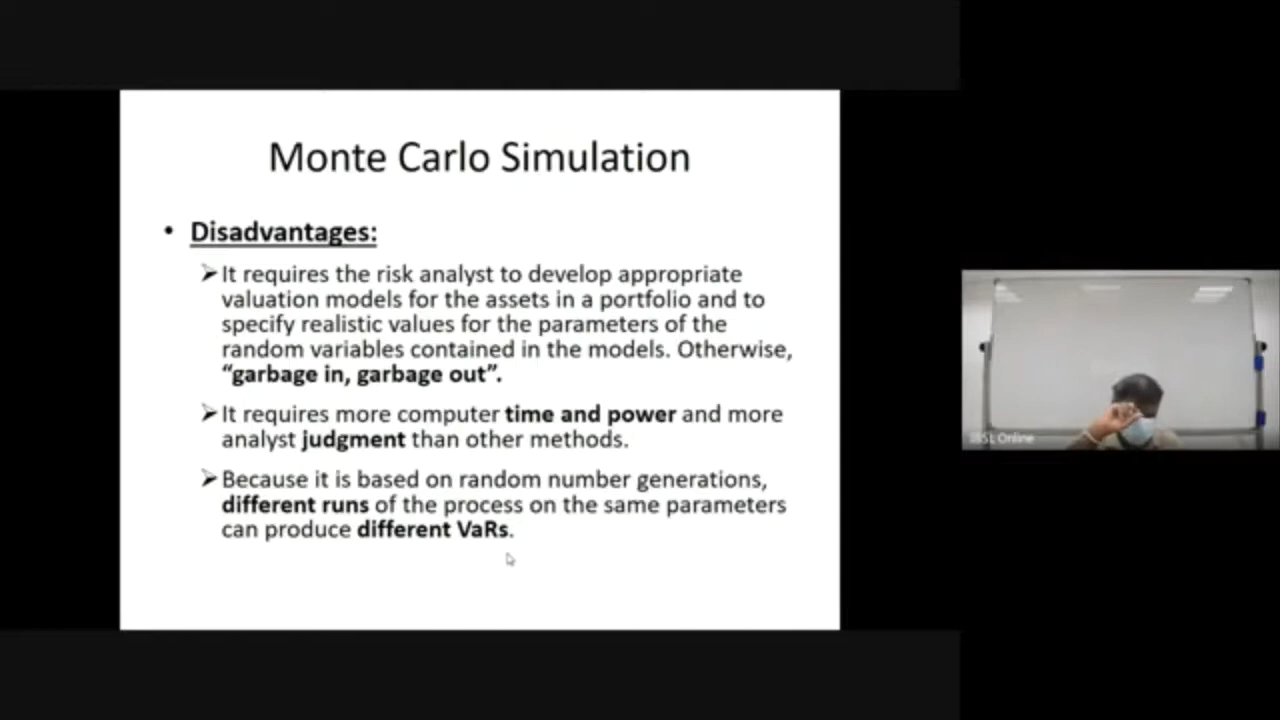 Monte Carlo Simulation
• Disadvantages:
➢It requires the risk analyst to develop appropriate
valuation models for the assets in a portfolio and to
specify realistic values for the parameters of the
random variables contained in the models. Otherwise,
“garbage in, garbage out”.
➢It requires more computer time and power and more
analyst judgment than other methods.
➢Because it is based on random number generations,
different runs of the process on the same parameters
can produce different VaRs.
Online